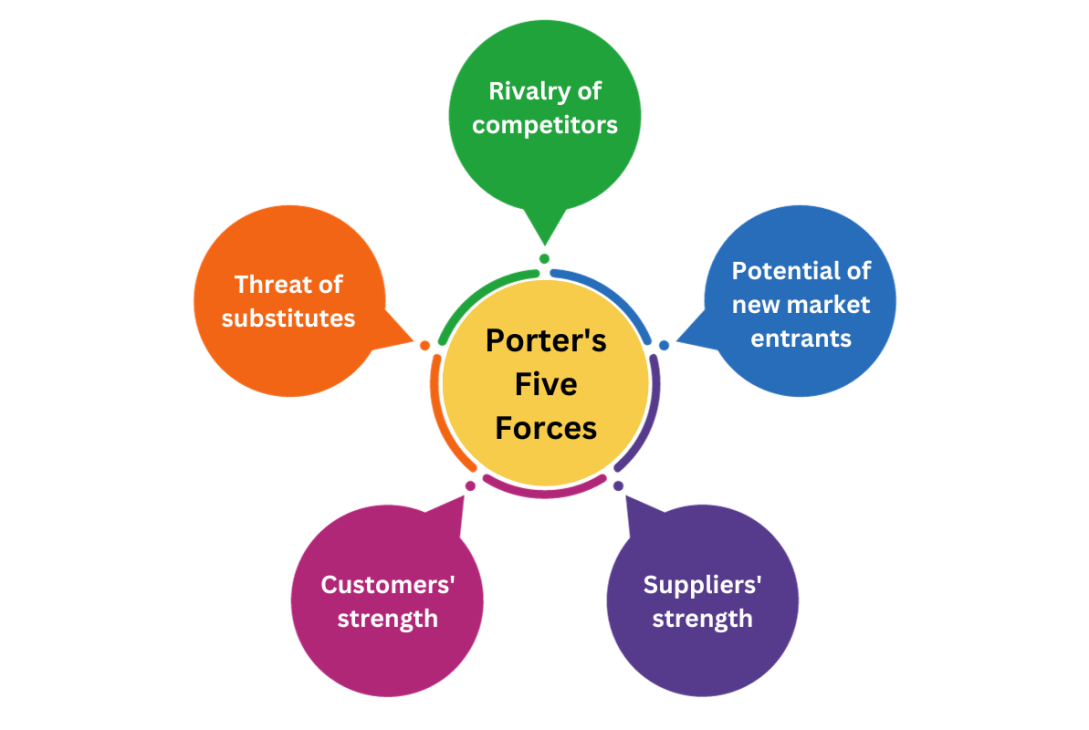 Rivalry of
competitors
Threat of
substitutes
Potential of
new market
entrants
Porter's
Five
Forces
Customers'
strength
Suppliers'
strength